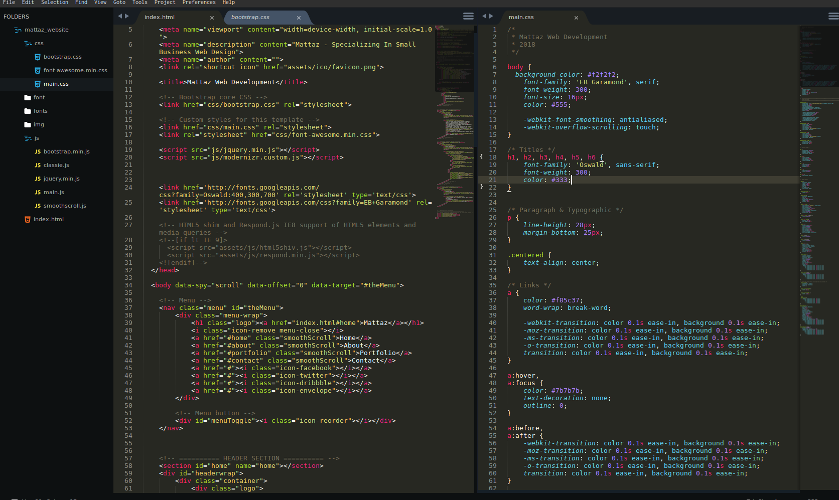 File Edit Selection Find View Goto Tools Project Preferences Help
FOLDERS
mattaz_website
css
bootstrap.css
font-awesome.min.css
main.css
font
fonts
img
js
bootstrap.min.js
classie.js
jquery.min.js
main.js
smoothscroll.js
index.html
index.html ×
bootstrap.css ×
5 <meta name="viewport" content="width=device-width, initial-scale=1.0
">
6 <meta name="description" content="Mattaz - Specializing In Small
Business Web Design">
7 <meta name="author" content="">
8 <link rel="shortcut icon" href="assets/ico/favicon.png">
9
10 <title>Mattaz Web Development</title>
11
12 <!-- Bootstrap core CSS -->
13 <link href="css/bootstrap.css" rel="stylesheet">
14
15 <!-- Custom styles for this template -->
16 <link href="css/main.css" rel="stylesheet">
17 <link rel="stylesheet" href="css/font-awesome.min.css">
18
19 <script src="js/jquery.min.js"></script>
20 <script src="js/modernizr.custom.js"></script>
21
22
23
24 <link href='http://fonts.googleapis.com/
css?family=Oswald:400,300,700' rel='stylesheet' type='text/css'>
25 <link href='http://fonts.googleapis.com/css?family=EB+Garamond' rel=
'stylesheet' type='text/css'>
26
27 <!-- HTML5 shim and Respond.js IE8 support of HTML5 elements and
media queries -->
28 <!--[if lt IE 9]>
29 <script src="assets/js/html5shiv.js"></script>
30 <script src="assets/js/respond.min.js"></script>
31 <![endif]-->
32 </head>
33
34 <body data-spy="scroll" data-offset="0" data-target="#theMenu">
35
36 <!-- Menu -->
37 <nav class="menu" id="theMenu">
38 <div class="menu-wrap">
39 <h1 class="logo"><a href="index.html#home">Mattaz</a></h1>
40 <i class="icon-remove menu-close"></i>
41 <a href="#home" class="smoothScroll">Home</a>
42 <a href="#about" class="smoothScroll">About</a>
43 <a href="#portfolio" class="smoothScroll">Portfolio</a>
44 <a href="#contact" class="smoothScroll">Contact</a>
45 <a href="#"><i class="icon-facebook"></i></a>
46 <a href="#"><i class="icon-twitter"></i></a>
47 <a href="#"><i class="icon-dribbble"></i></a>
48 <a href="#"><i class="icon-envelope"></i></a>
49 </div>
50
51 <!-- Menu button -->
52 <div id="menuToggle"><i class="icon-reorder"></i></div>
53 </nav>
54
55
56
57 <!-- ========== HEADER SECTION ========== -->
58 <section id="home" name="home"></section>
59 <div id="headerwrap">
60 <div class="container">
61 <div class="logo">
main.css ×
1 /*
2 * Mattaz Web Development
3 * 2018
4 */
5
6 body {
7 background-color: #f2f2f2;
8 font-family: 'EB Garamond', serif;
9 font-weight: 300;
10 font-size: 16px;
11 color: #555;
12
13 -webkit-font-smoothing: antialiased;
14 -webkit-overflow-scrolling: touch;
15 }
16
17 /* Titles */
18 h1, h2, h3, h4, h5, h6 {
19 font-family: 'Oswald', sans-serif;
20 font-weight: 300;
21 color: #333;
22 }
23
24
25 /* Paragraph & Typographic */
26 p {
27 line-height: 28px;
28 margin-bottom: 25px;
29 }
30
31 .centered {
32 text-align: center;
33 }
34
35 /* Links */
36 a {
37 color: #f85c37;
38 word-wrap: break-word;
39
40 -webkit-transition: color 0.1s ease-in, background 0.1s ease-in;
41 -moz-transition: color 0.1s ease-in, background 0.1s ease-in;
42 -ms-transition: color 0.1s ease-in, background 0.1s ease-in;
43 -o-transition: color 0.1s ease-in, background 0.1s ease-in;
44 transition: color 0.1s ease-in, background 0.1s ease-in;
45 }
46
47 a:hover,
48 a:focus {
49 color: #7b7b7b;
50 text-decoration: none;
51 outline: 0;
52 }
53
54 a:before,
55 a:after {
56 -webkit-transition: color 0.1s ease-in, background 0.1s ease-in;
57 -moz-transition: color 0.1s ease-in, background 0.1s ease-in;
58 -ms-transition: color 0.1s ease-in, background 0.1s ease-in;
59 -o-transition: color 0.1s ease-in, background 0.1s ease-in;
60 transition: color 0.1s ease-in, background 0.1s ease-in;
61 }
62